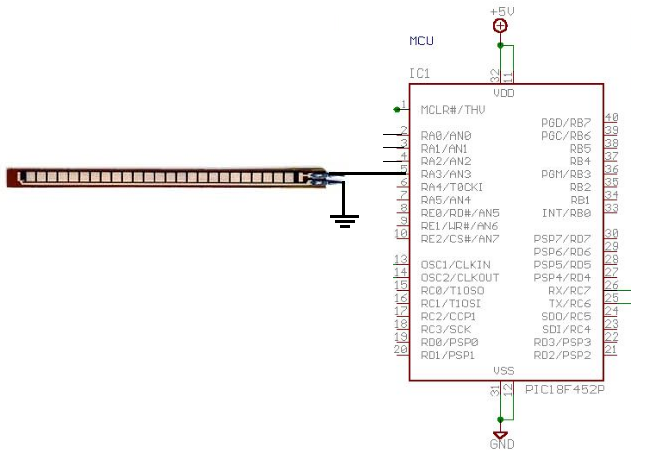 +5V
MCU
IC1
32
11
VDD
1
MCLR#/THV
2
RA0/AN0
3
RA1/AN1
4
RA2/AN2
5
RA3/AN3
6
RA4/T0CKI
7
RA5/AN4
8
RE0/RD#/AN5
9
RE1/WR#/AN6
10
RE2/CS#/AN7
13
OSC1/CLKIN
14
OSC2/CLKOUT
15
RC0/T1OSO
16
RC1/T1OSI
17
RC2/CCP1
18
RC3/SCK
19
RD0/PSP0
20
RD1/PSP1
PGD/RB7
40
PGC/RB6
39
RB5
38
RB4
37
PGM/RB3
36
RB2
35
RB1
34
INT/RB0
33
PSP7/RD7
30
PSP6/RD6
29
PSP5/RD5
28
PSP4/RD4
27
RX/RC7
26
TX/RC6
25
SDO/RC5
24
SDI/RC4
23
RD3/PSP3
22
RD2/PSP2
21
VSS
31
12
PIC18F452P
GND